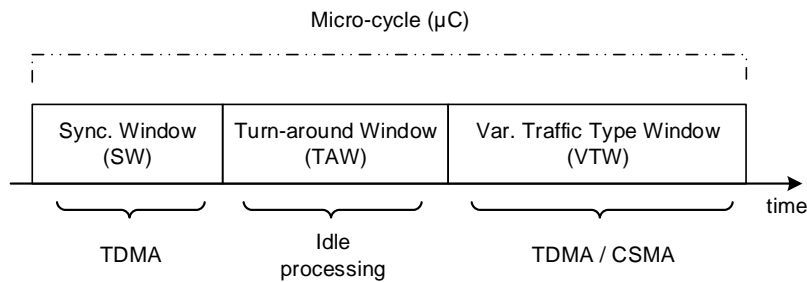 Micro-cycle (µC)
Sync. Window
(SW)
Turn-around Window
(TAW)
Var. Traffic Type Window
(VTW)
time
TDMA
Idle
processing
TDMA / CSMA